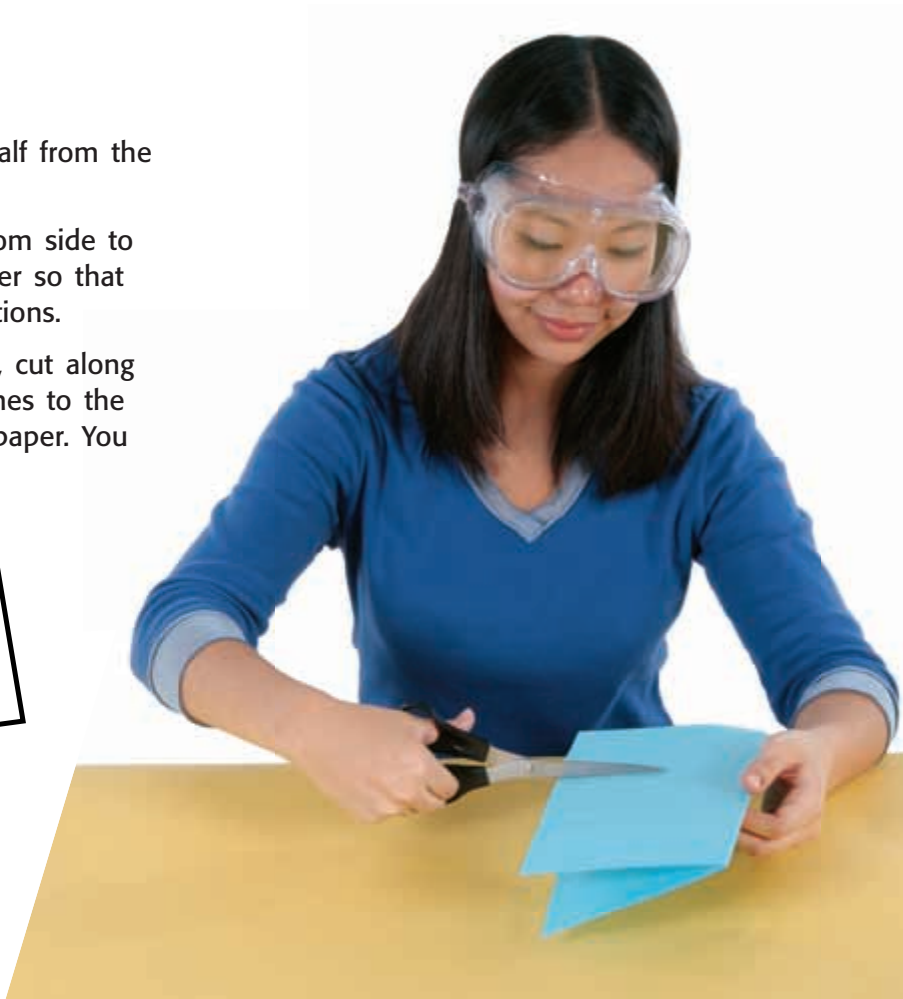 alf from the
om side to
er so that
tions.
, cut along
nes to the
paper. You